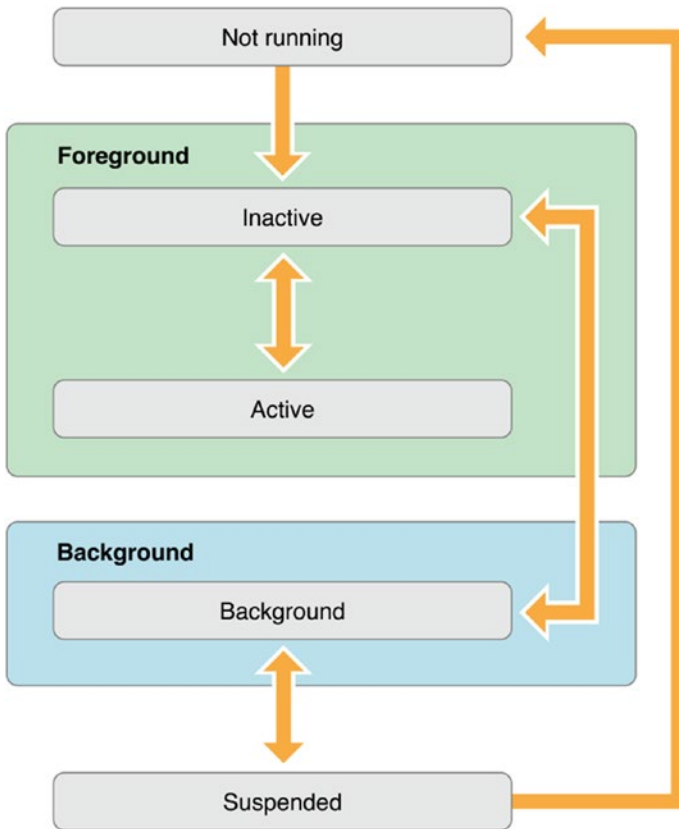 Not running
Foreground
Inactive
Active
Background
Background
Suspended